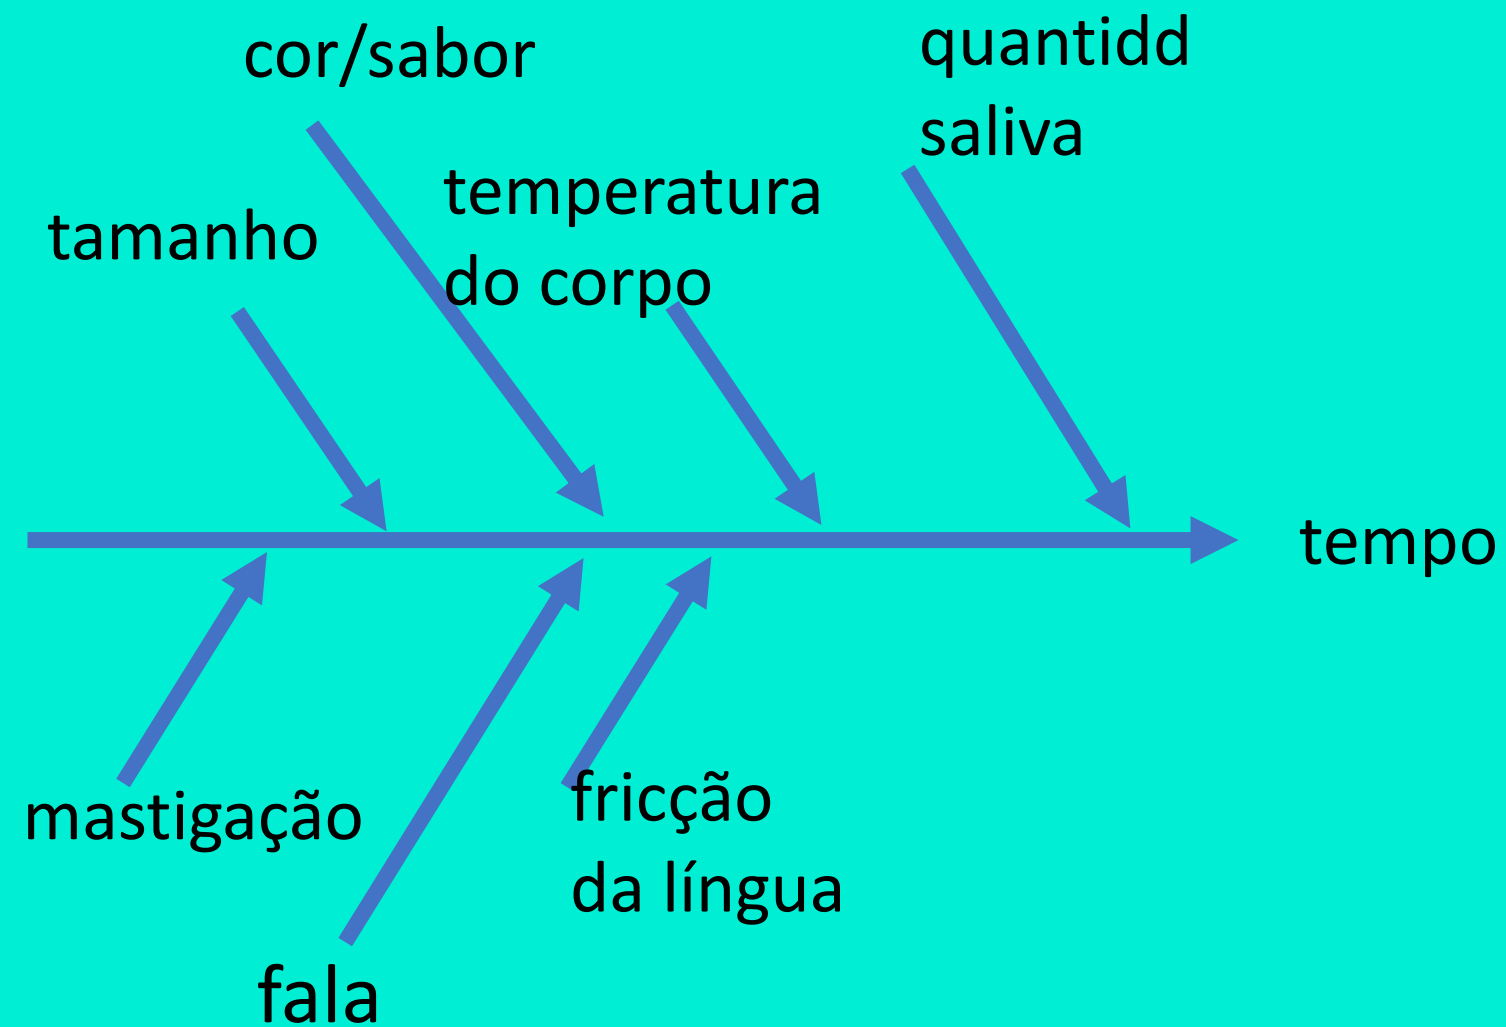 cor/sabor
quantidd
saliva
temperatura
do corpo
tamanho
tempo
mastigação
fricção
da língua
fala